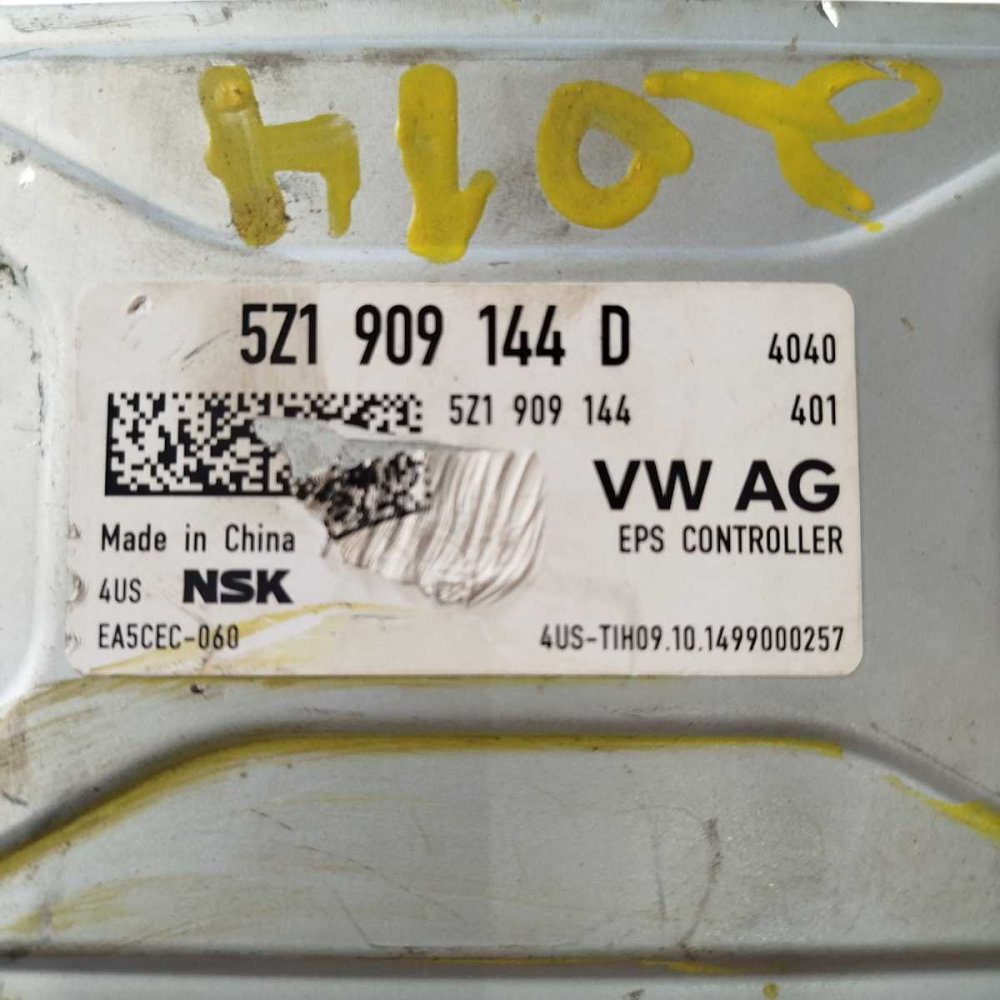 2014
5Z1 909 144 D 4040
5Z1 909 144 401
VW AG
Made in China EPS CONTROLLER
4US NSK
EA5CEC-060 4US-TIH09.10.1499000257